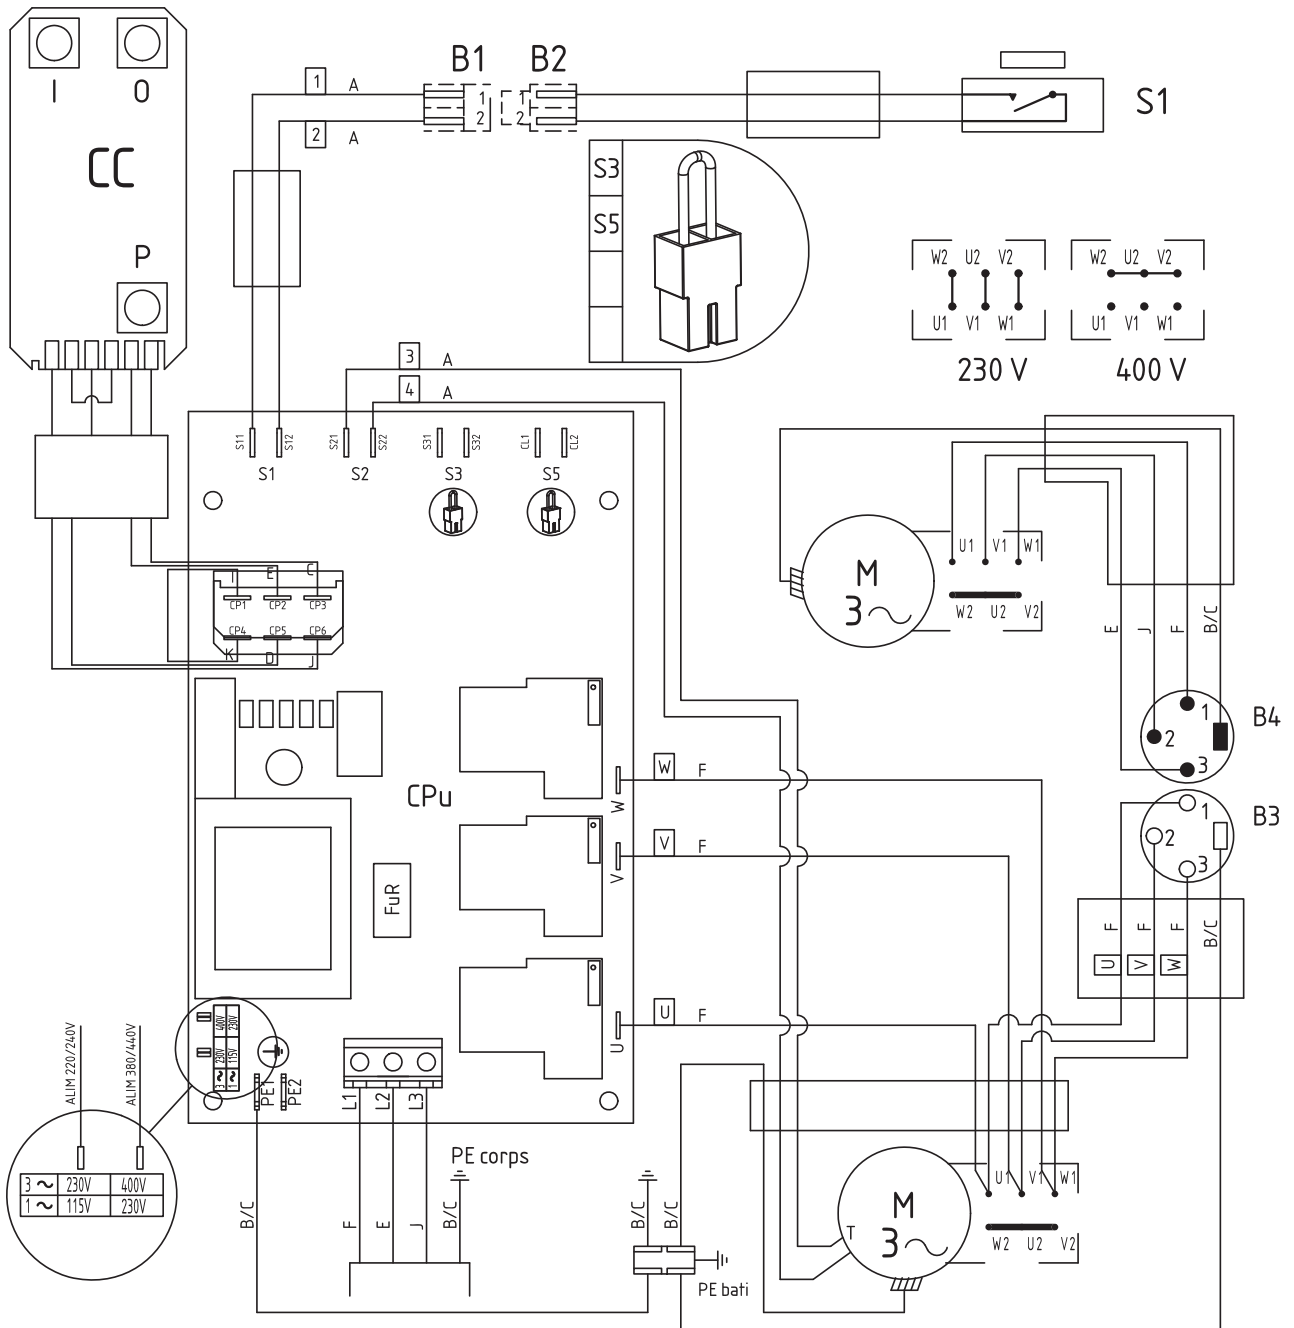 I O
CC
P
1 A
2 A
B1 B2
1 1
2 2
S1
S3
S5
W2 U2 V2
U1 V1 W1
230 V
W2 U2 V2
U1 V1 W1
400 V
3 A
4 A
S11 S12 S21 S22 S31 S32 CL1 CL2
S1 S2 S3 S5
I E C
CP1 CP2 CP3
CP4 CP5 CP6
K D J
M
3
U1 V1 W1
W2 U2 V2
E J F B/C
1
2
3
B4
1
2
3
B3
CPu
W W F
V V F
U U F
FuR
F F F B/C
U V W
400V 230V
230V 115V
3 1
PE1 PE2
L1 L2 L3
ALIM 220/240V
ALIM 380/440V
3 230V 400V
1 115V 230V
PE corps
B/C F E J B/C
B/C B/C
PE bati
T
M
3
U1 V1 W1
W2 U2 V2